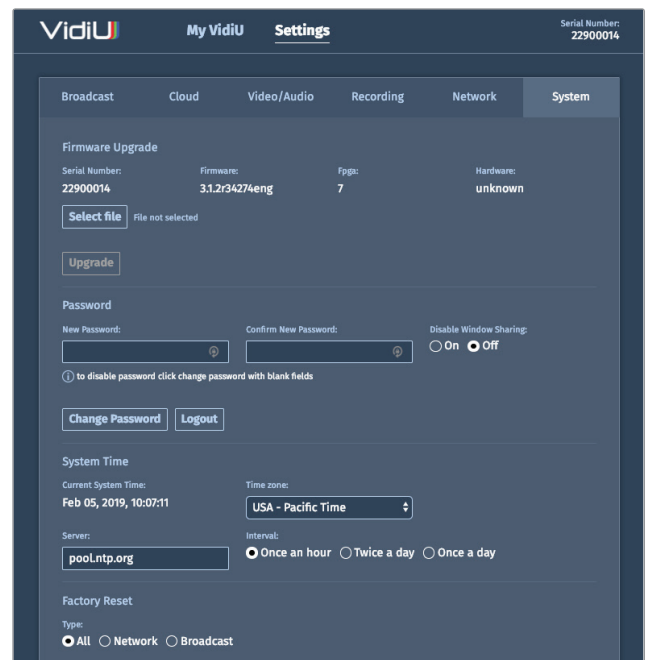 VidiU
My VidiU Settings
Serial Number:
22900014
Broadcast Cloud Video/Audio Recording Network System
Firmware Upgrade
Serial Number: Firmware: Fpga: Hardware:
22900014 3.1.2r34274eng 7 unknown
Select file File not selected
Upgrade
Password
New Password: Confirm New Password: Disable Window Sharing:
On Off
to disable password click change password with blank fields
Change Password Logout
System Time
Current System Time: Time zone:
Feb 05, 2019, 10:07:11 USA - Pacific Time
Server: Interval:
pool.ntp.org Once an hour Twice a day Once a day
Factory Reset
Type:
All Network Broadcast